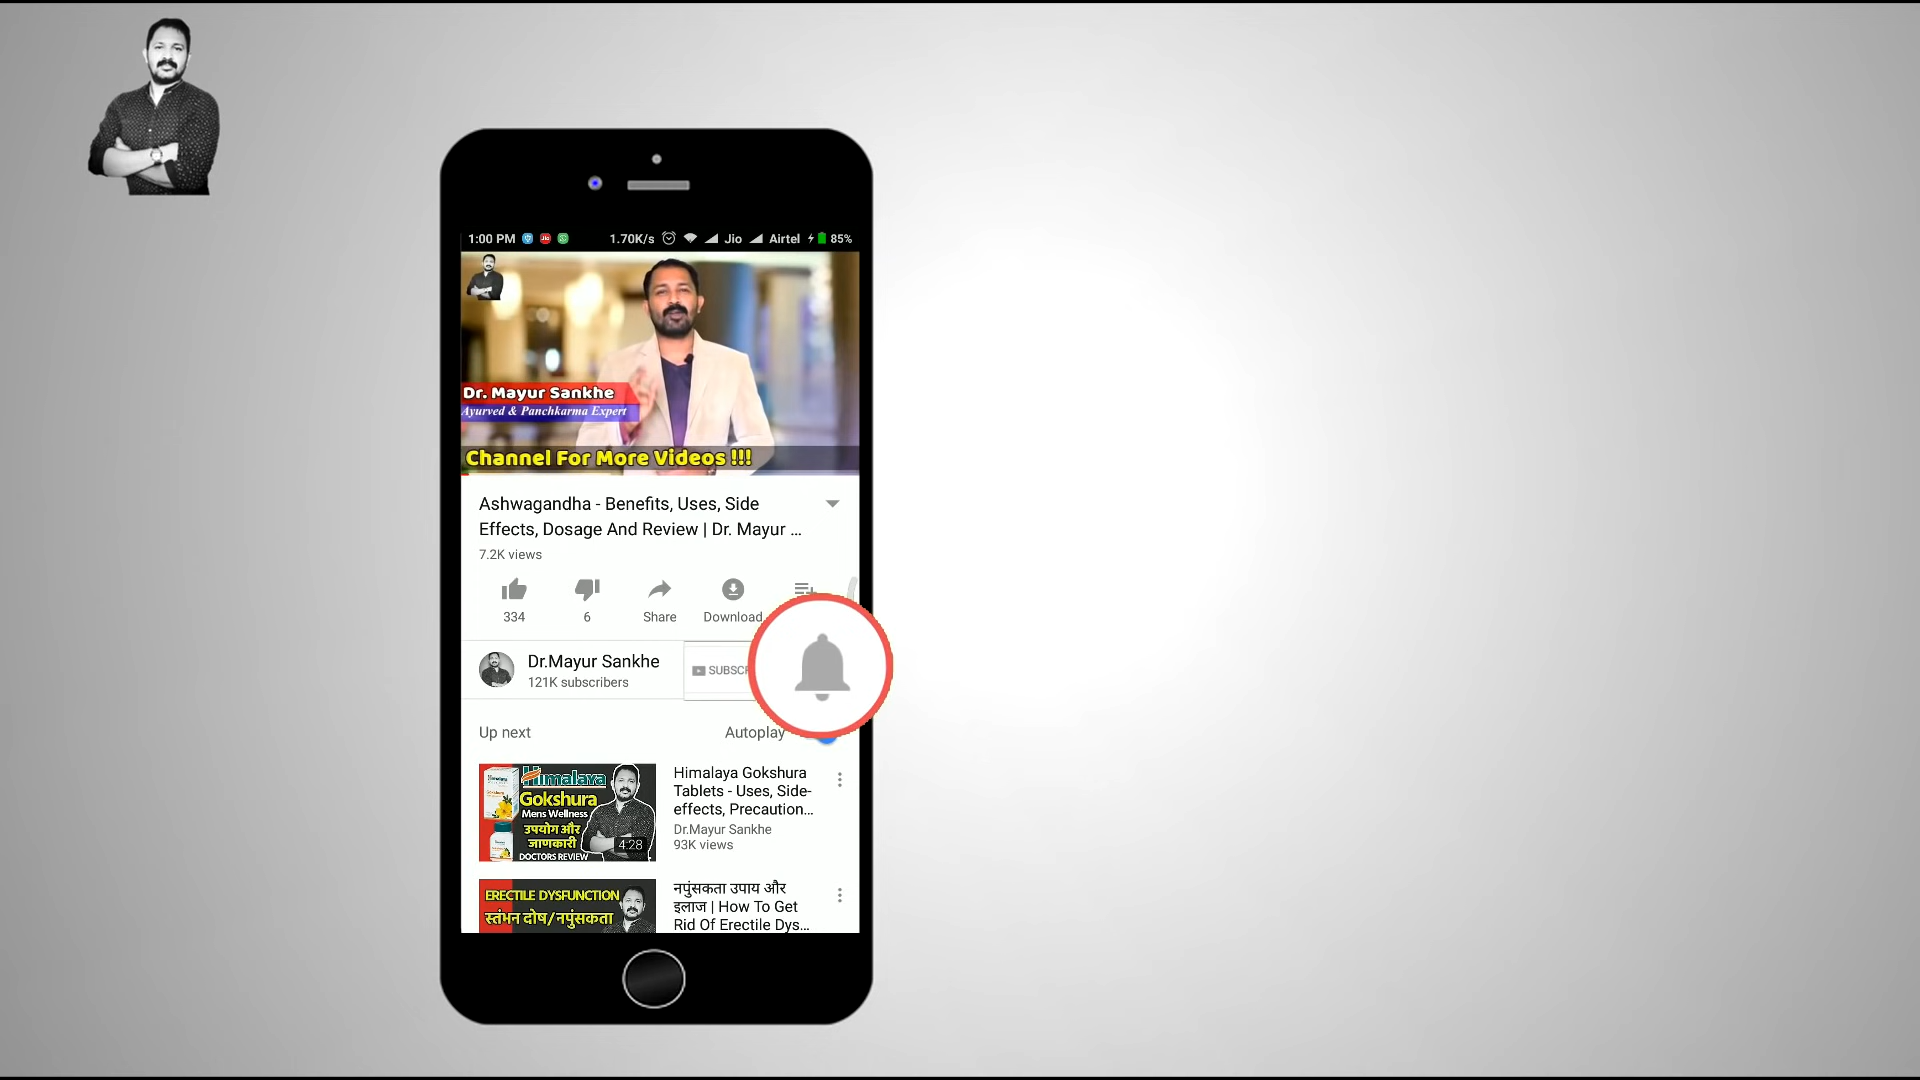 1:00 PM 1.70K/s Jio Airtel 85%
Dr. Mayur Sankhe
Ayurved & Panchkarma Expert
Channel For More Videos !!!
Ashwagandha - Benefits, Uses, Side
Effects, Dosage And Review | Dr. Mayur ...
7.2K views
334 6 Share Download
Dr.Mayur Sankhe
121K subscribers
SUBSC
Up next Autoplay
Himalaya
Gokshura
Mens Wellness
उपयोग और
जाणकारी
DOCTORS REVIEW
4:28
Himalaya Gokshura
Tablets - Uses, Side-
effects, Precaution...
Dr.Mayur Sankhe
93K views
ERECTILE DYSFUNCTION
स्तंभन दोष/नपुंसकता
नपुंसकता उपाय और
इलाज | How To Get
Rid Of Erectile Dys...